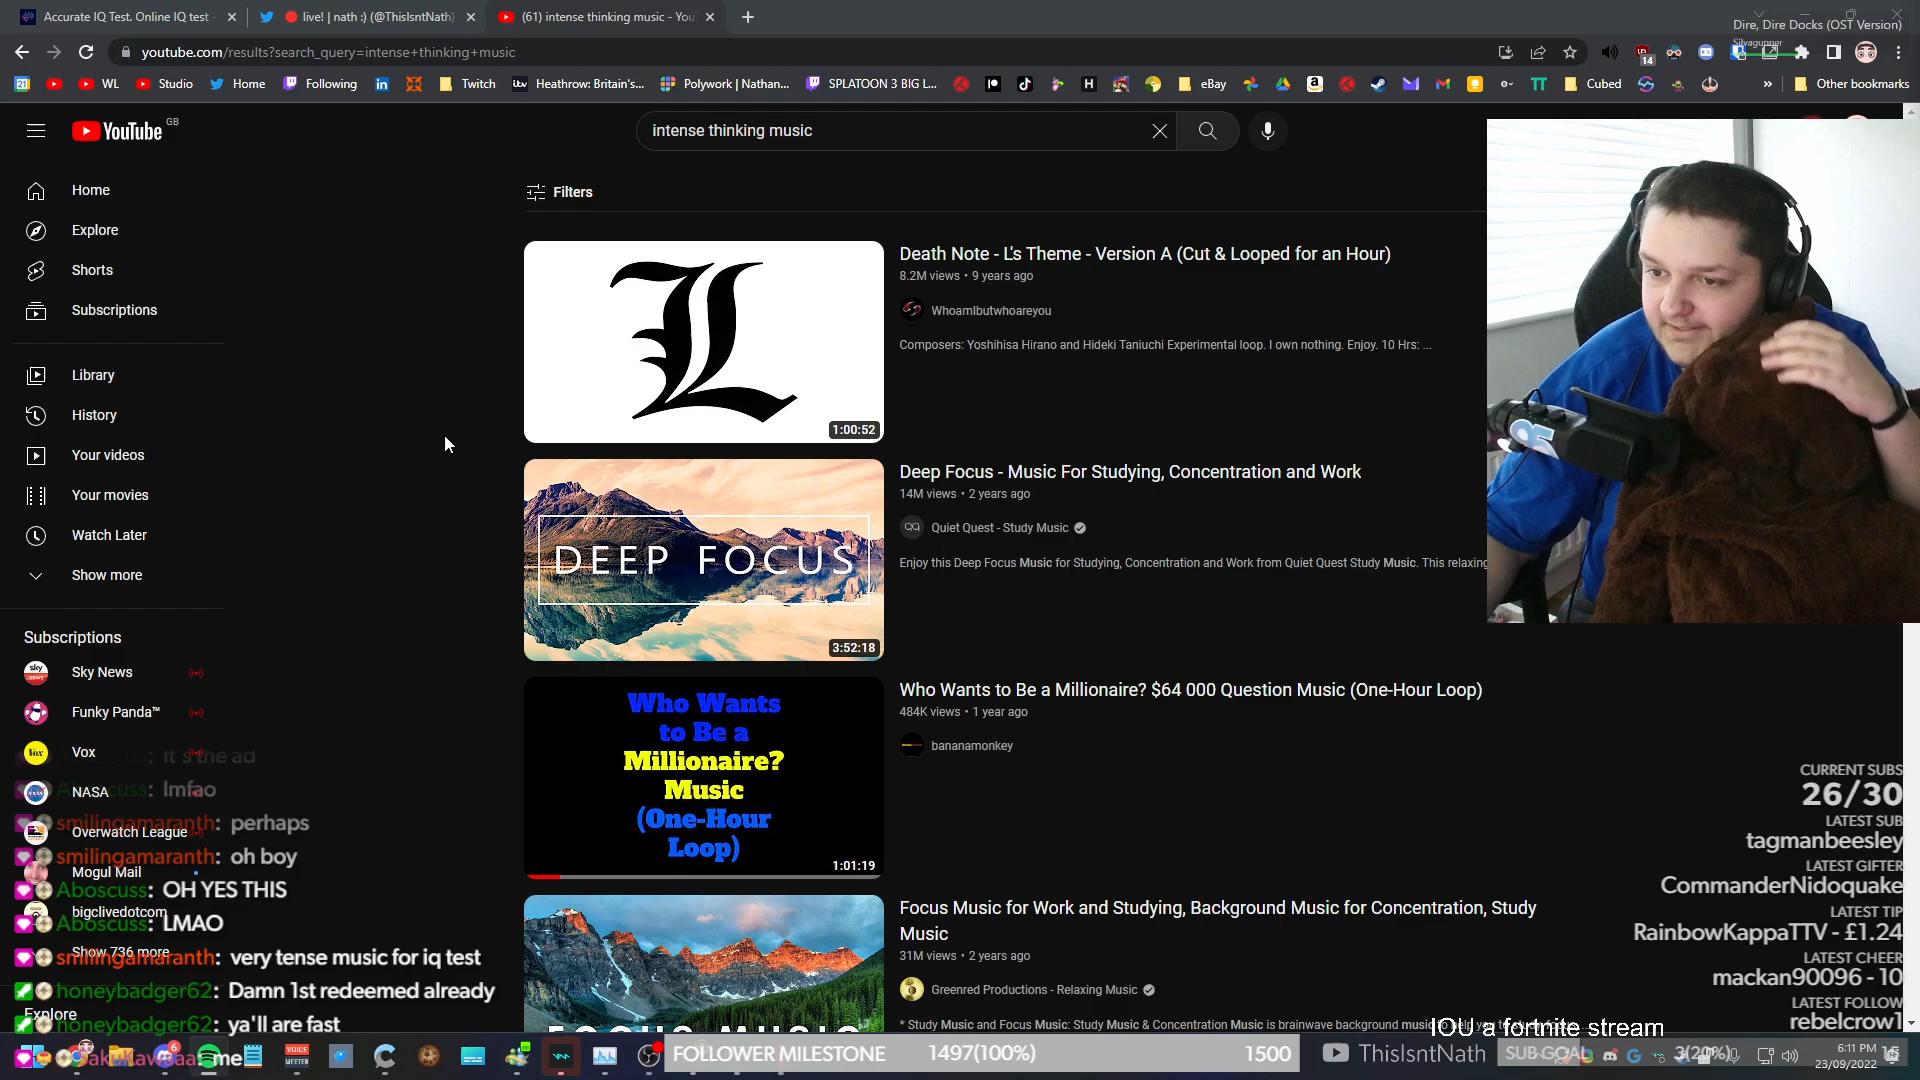 Accurate IQ Test. Online IQ test -
live! | nath :) (@ThisIsntNath)
(61) intense thinking music - You
Dire, Dire Docks (OST Version)
Silvagunner
youtube.com/results?search_query=intense+thinking+music
14
WL
Studio
Home
Following
Twitch
Heathrow: Britain's...
Polywork | Nathan...
SPLATOON 3 BIG L...
eBay
Cubed
Other bookmarks
YouTube GB
intense thinking music
Home
Explore
Shorts
Subscriptions
Library
History
Your videos
Your movies
Watch Later
Show more
Subscriptions
Sky News
Funky Panda™
Vox
NASA
Overwatch League
Mogul Mail
bigclivedotcom
Show 736 more
Explore
Filters
Death Note - L's Theme - Version A (Cut & Looped for an Hour)
8.2M views • 9 years ago
WhoamIbutwhoareyou
Composers: Yoshihisa Hirano and Hideki Taniuchi Experimental loop. I own nothing. Enjoy. 10 Hrs: ...
L
1:00:52
DEEP FOCUS
3:52:18
Deep Focus - Music For Studying, Concentration and Work
14M views • 2 years ago
Quiet Quest - Study Music
Enjoy this Deep Focus Music for Studying, Concentration and Work from Quiet Quest Study Music. This relaxing
Who Wants
to Be a
Millionaire?
Music
(One-Hour
Loop)
1:01:19
Who Wants to Be a Millionaire? $64 000 Question Music (One-Hour Loop)
484K views • 1 year ago
bananamonkey
FOCUS MUSIC
Focus Music for Work and Studying, Background Music for Concentration, Study
Music
31M views • 2 years ago
Greenred Productions - Relaxing Music
* Study Music and Focus Music: Study Music & Concentration Music is brainwave background music to help you
Aboscuss: It's the ad
Aboscuss: lmfao
smilingamaranth: perhaps
smilingamaranth: oh boy
Aboscuss: OH YES THIS
Aboscuss: LMAO
smilingamaranth: very tense music for iq test
honeybadger62: Damn 1st redeemed already
honeybadger62: ya'll are fast
me
CURRENT SUBS
26/30
LATEST SUB
tagmanbeesley
LATEST GIFTER
CommanderNidoquake
LATEST TIP
RainbowKappaTTV - £1.24
LATEST CHEER
mackan90096 - 10
LATEST FOLLOW
rebelcrow1
IOU a fortnite stream
FOLLOWER MILESTONE 1497(100%) 1500
ThisIsntNath
SUB GOAL 3(20%) 15
6:11 PM
23/09/2022